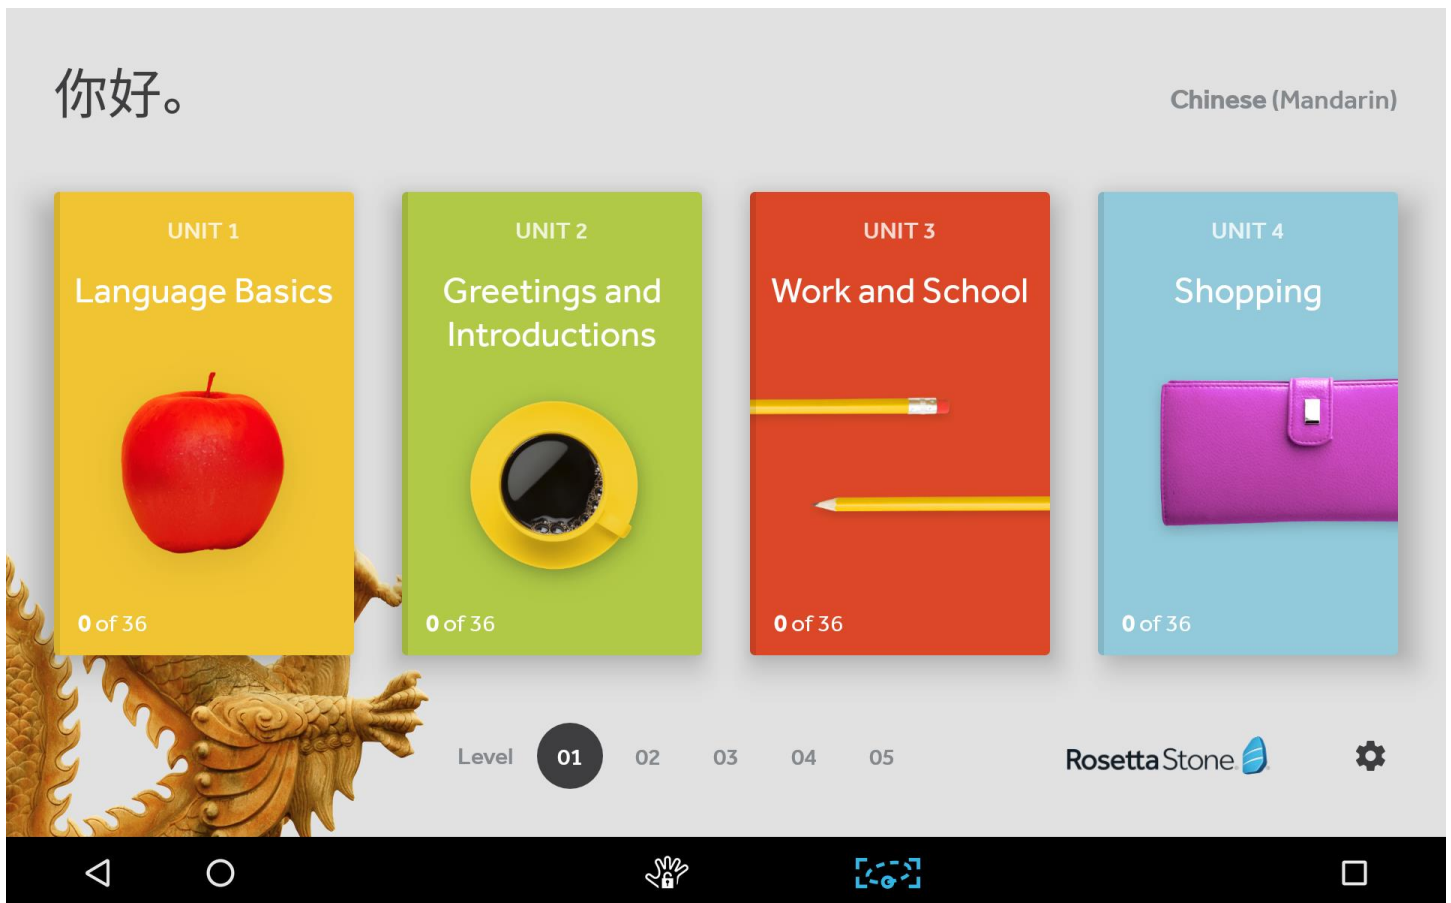 你好。
Chinese (Mandarin)
UNIT 1
Language Basics
0 of 36
UNIT 2
Greetings and
Introductions
0 of 36
UNIT 3
Work and School
0 of 36
UNIT 4
Shopping
0 of 36
Level 01 02 03 04 05
RosettaStone